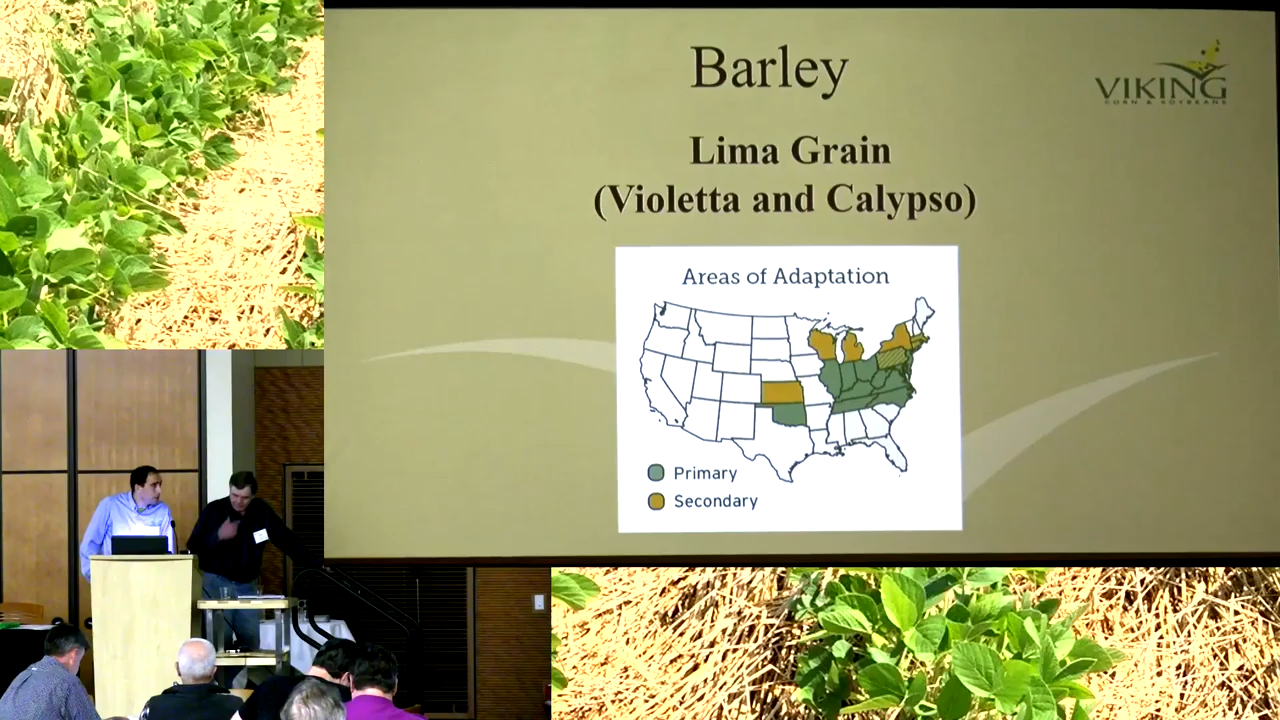 Barley
VIKING
CORN & SOYBEANS
Lima Grain
(Violetta and Calypso)
Areas of Adaptation
Primary
Secondary